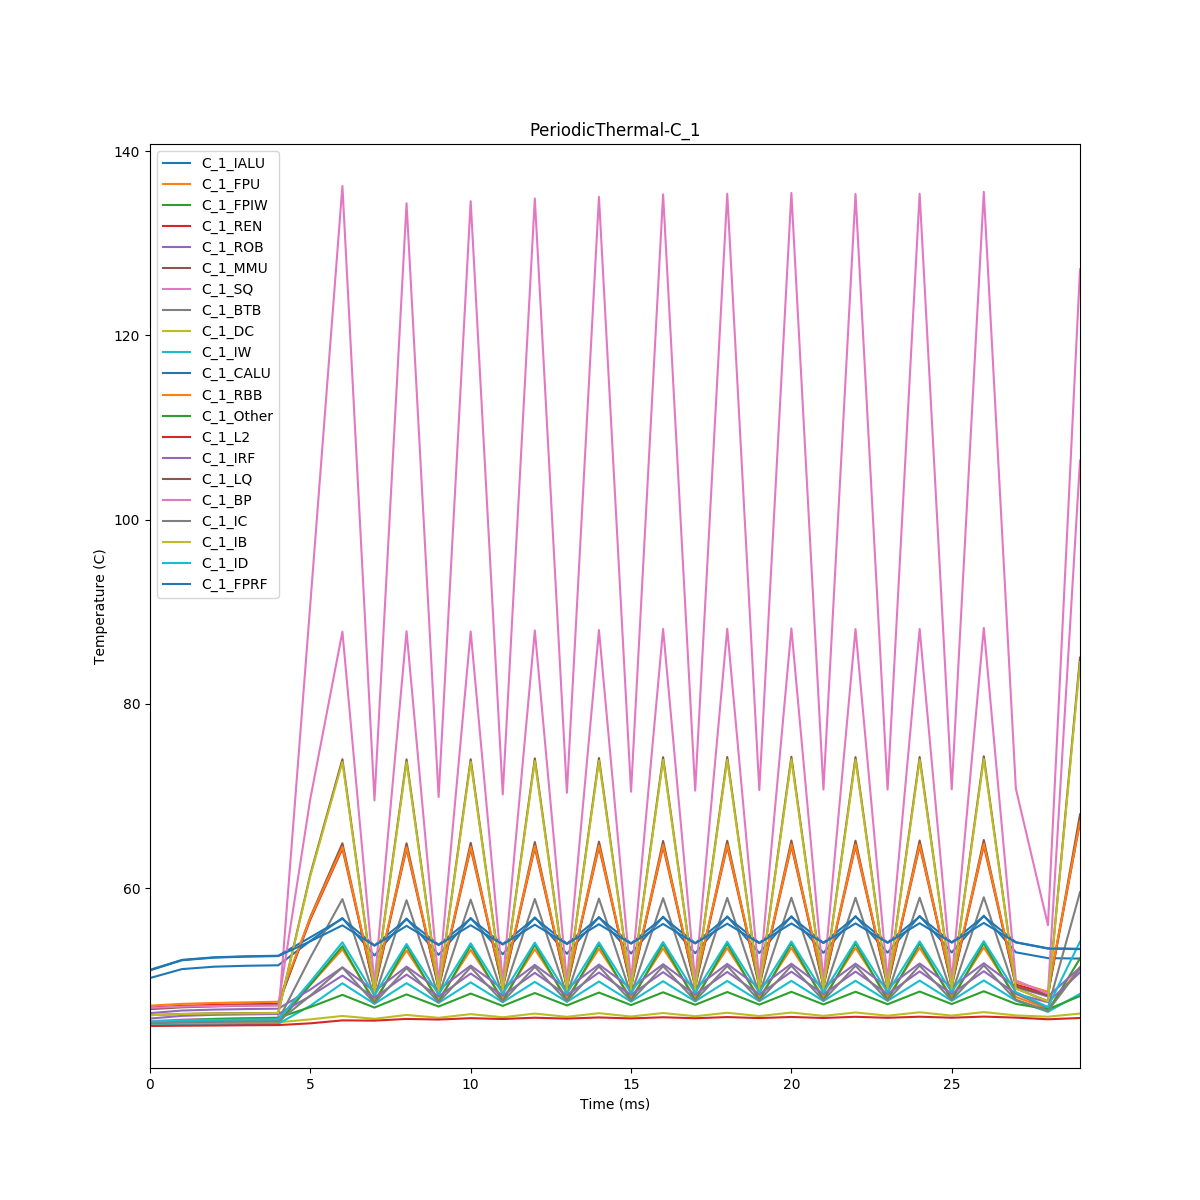 PeriodicThermal-C_1
140
120
100
80
60
Temperature (C)
C_1_IALU
C_1_FPU
C_1_FPIW
C_1_REN
C_1_ROB
C_1_MMU
C_1_SQ
C_1_BTB
C_1_DC
C_1_IW
C_1_CALU
C_1_RBB
C_1_Other
C_1_L2
C_1_IRF
C_1_LQ
C_1_BP
C_1_IC
C_1_IB
C_1_ID
C_1_FPRF
0 5 10 15 20 25
Time (ms)